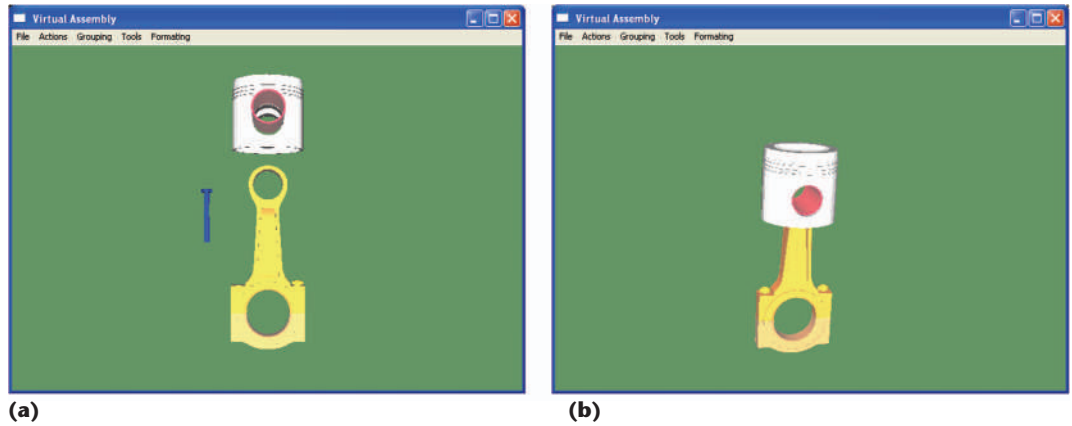 Virtual Assembly
File Actions Grouping Tools Formating
(a)
Virtual Assembly
File Actions Grouping Tools Formating
(b)